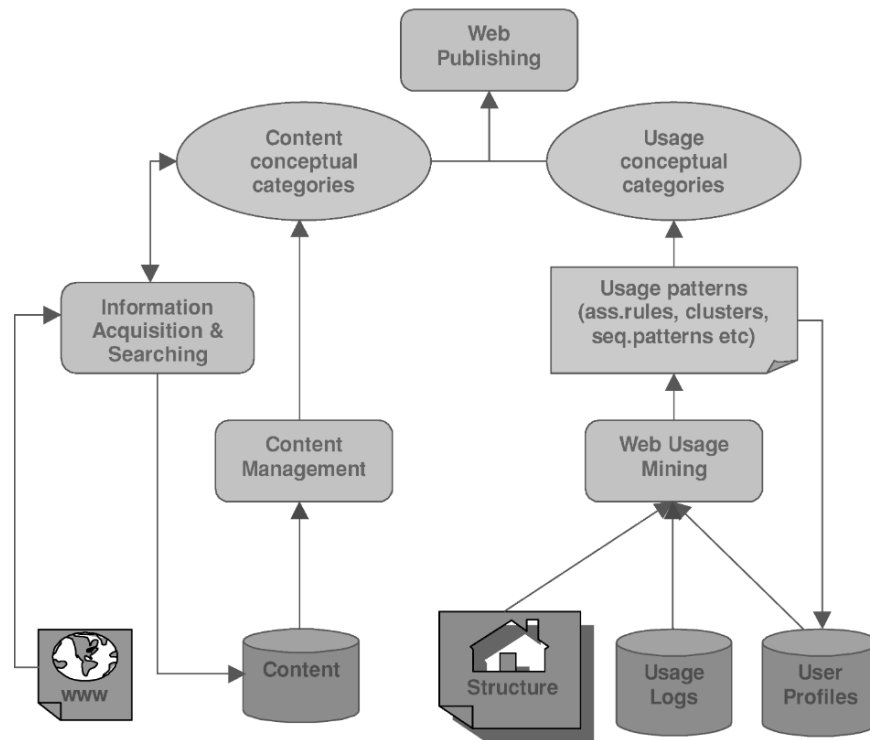 Web
Publishing
Content
conceptual
categories
Usage
conceptual
categories
Information
Acquisition &
Searching
Usage patterns
(ass.rules, clusters,
seq.patterns etc)
Content
Management
Web Usage
Mining
www
Content
Structure
Usage
Logs
User
Profiles